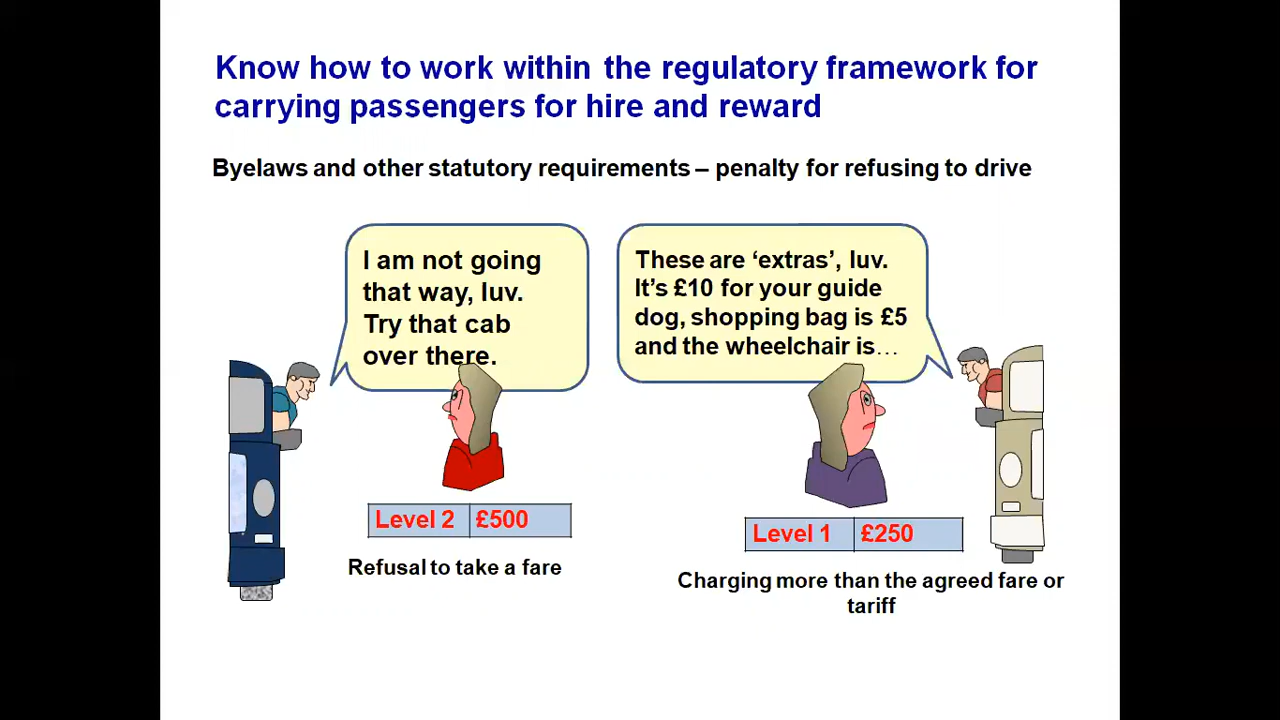 Know how to work within the regulatory framework for
carrying passengers for hire and reward
Byelaws and other statutory requirements – penalty for refusing to drive
I am not going
that way, luv.
Try that cab
over there.
These are ‘extras’, luv.
It’s £10 for your guide
dog, shopping bag is £5
and the wheelchair is…
Level 2 £500
Refusal to take a fare
Level 1 £250
Charging more than the agreed fare or
tariff